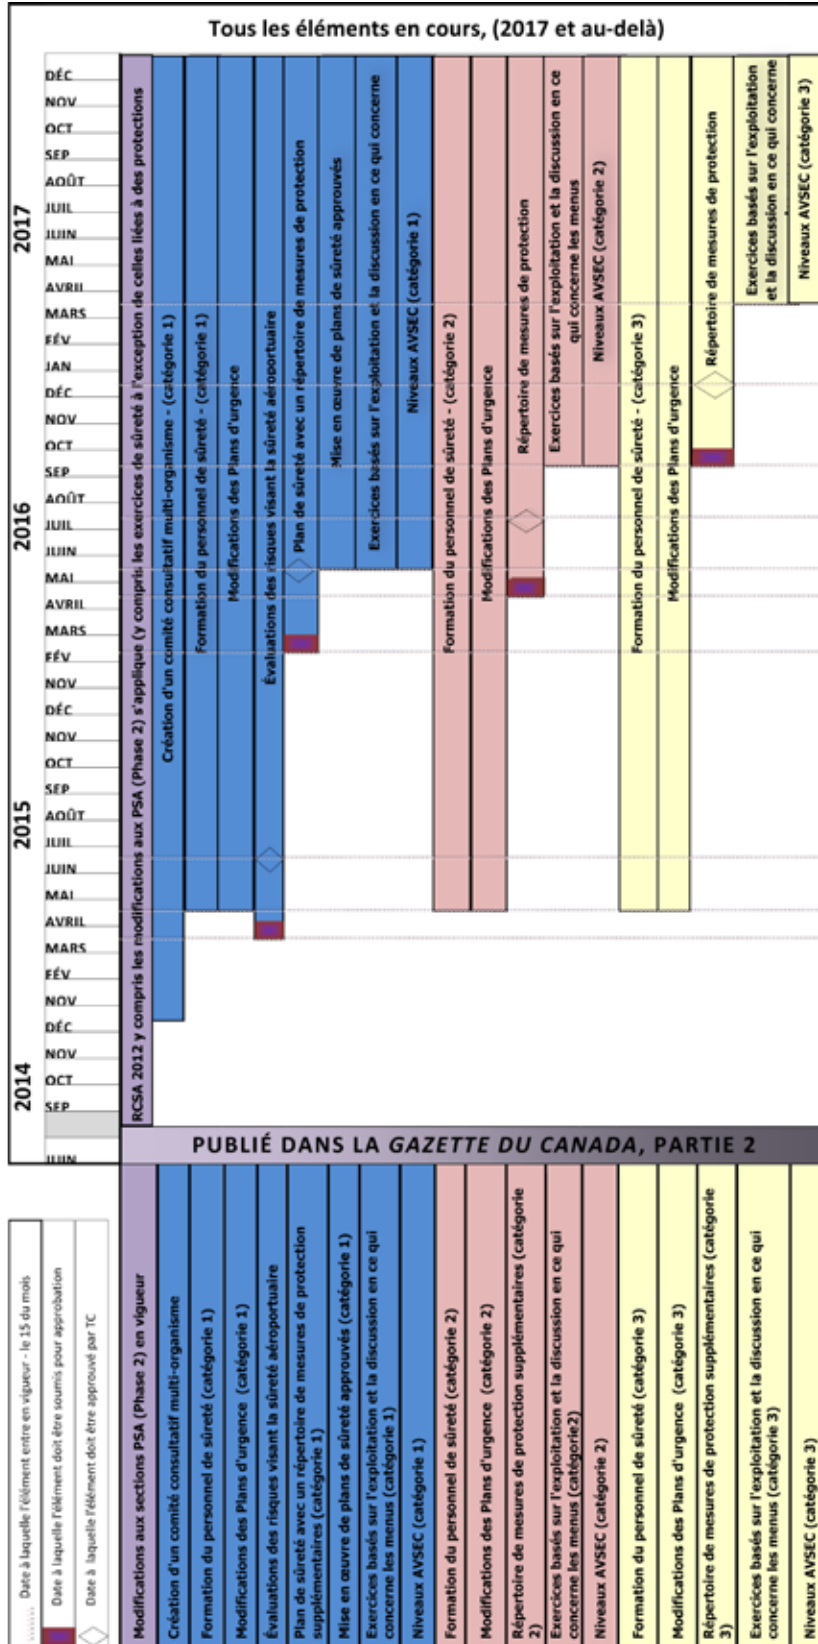 Tous les éléments en cours, (2017 et au-delà)
2014
2015
2016
2017
JUIN
SEP
OCT
NOV
DÉC
NOV
FÉV
MARS
AVRIL
MAI
JUIN
JUIL
AOÛT
SEP
OCT
NOV
DÉC
NOV
FÉV
MARS
AVRIL
MAI
JUIN
JUIL
AOÛT
SEP
OCT
NOV
DÉC
JAN
FÉV
MARS
AVRIL
MAI
JUIN
JUIL
AOÛT
SEP
OCT
NOV
DÉC
RCSA 2012 y compris les modifications aux PSA (Phase 2) s'applique (y compris les exercices de sûreté à l'exception de celles liées à des protections
Création d'un comité consultatif multi-organisme - (catégorie 1)
Formation du personnel de sûreté - (catégorie 1)
Modifications des Plans d'urgence
Évaluations des risques visant la sûreté aéroportuaire
Plan de sûreté avec un répertoire de mesures de protection
Mise en œuvre de plans de sûreté approuvés
Exercices basés sur l'exploitation et la discussion en ce qui concerne
Niveaux AVSEC (catégorie 1)
Formation du personnel de sûreté - (catégorie 2)
Modifications des Plans d'urgence
Répertoire de mesures de protection
Exercices basés sur l'exploitation et la discussion en ce
qui concerne les menus
Niveaux AVSEC (catégorie 2)
Formation du personnel de sûreté - (catégorie 3)
Modifications des Plans d'urgence
Répertoire de mesures de protection
Exercices basés sur l'exploitation
et la discussion en ce qui concerne
Niveaux AVSEC (catégorie 3)
PUBLIÉ DANS LA GAZETTE DU CANADA, PARTIE 2
Date à laquelle l'élément entre en vigueur - le 15 du mois
Date à laquelle l'élément doit être soumis pour approbation
Date à laquelle l'élément doit être approuvé par TC
Modifications aux sections PSA (Phase 2) en vigueur
Création d'un comité consultatif multi-organisme
Formation du personnel de sûreté (catégorie 1)
Modifications des Plans d'urgence (catégorie 1)
Évaluations des risques visant la sûreté aéroportuaire
Plan de sûreté avec un répertoire de mesures de protection
supplémentaires (catégorie 1)
Mise en œuvre de plans de sûreté approuvés (catégorie 1)
Exercices basés sur l'exploitation et la discussion en ce qui
concerne les menus (catégorie 1)
Niveaux AVSEC (catégorie 1)
Formation du personnel de sûreté (catégorie 2)
Modifications des Plans d'urgence (catégorie 2)
Répertoire de mesures de protection supplémentaires (catégorie
2)
Exercices basés sur l'exploitation et la discussion en ce qui
concerne les menus (catégorie2)
Niveaux AVSEC (catégorie 2)
Formation du personnel de sûreté (catégorie 3)
Modifications des Plans d'urgence (catégorie 3)
Répertoire de mesures de protection supplémentaires (catégorie
3)
Exercices basés sur l'exploitation et la discussion en ce qui
concerne les menus (catégorie 3)
Niveaux AVSEC (catégorie 3)